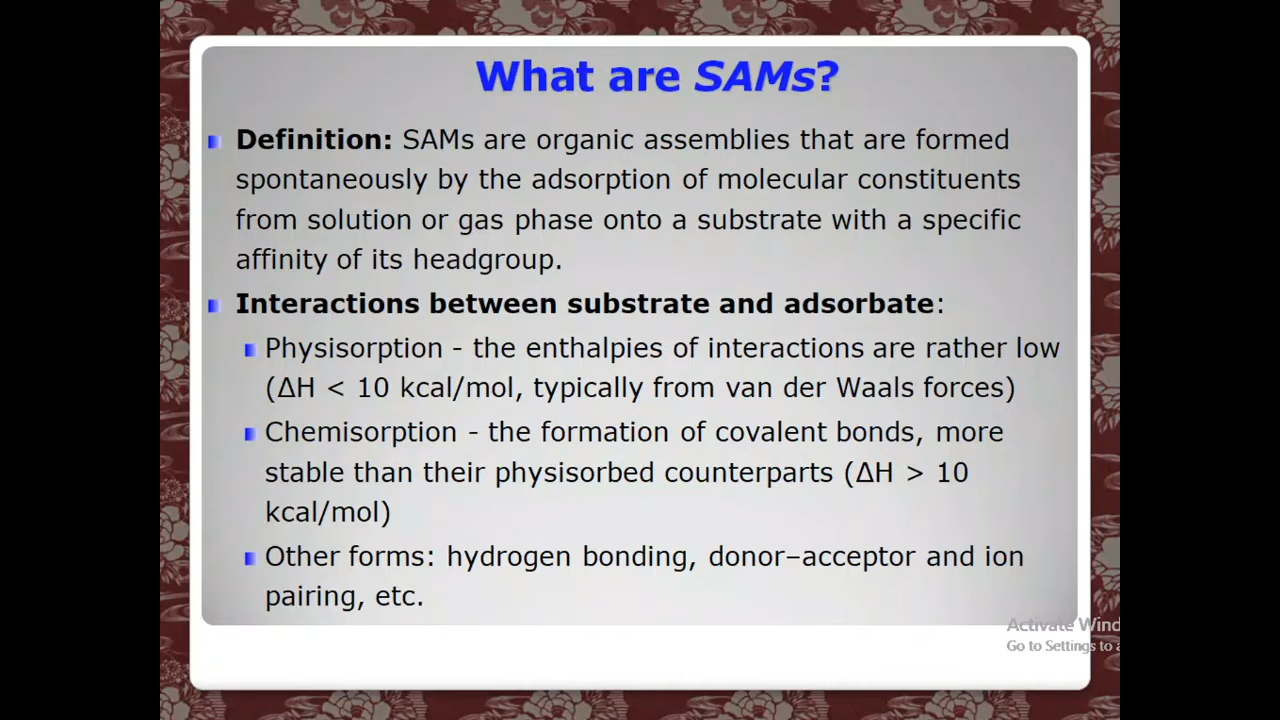 What are SAMs?
Definition: SAMs are organic assemblies that are formed
spontaneously by the adsorption of molecular constituents
from solution or gas phase onto a substrate with a specific
affinity of its headgroup.
Interactions between substrate and adsorbate:
Physisorption - the enthalpies of interactions are rather low
(ΔH < 10 kcal/mol, typically from van der Waals forces)
Chemisorption - the formation of covalent bonds, more
stable than their physisorbed counterparts (ΔH > 10
kcal/mol)
Other forms: hydrogen bonding, donor–acceptor and ion
pairing, etc.
Activate Wind
Go to Settings to a